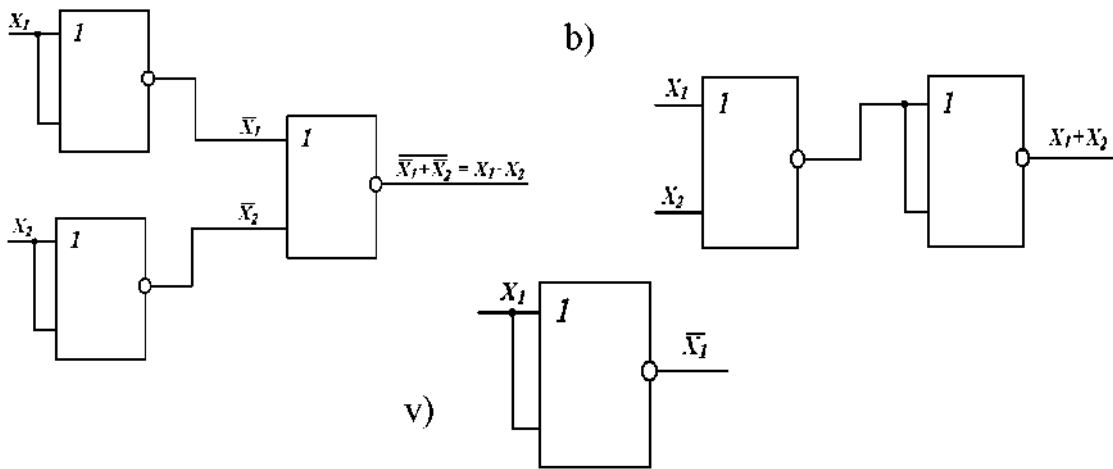 X₁
1
X̅₁
1
X̅₁+X̅₂ = X₁-X₂
X₂
1
X̅₂
b)
X₁
1
X₂
1
X₁+X₂
X₁
1
X̅₁
v)